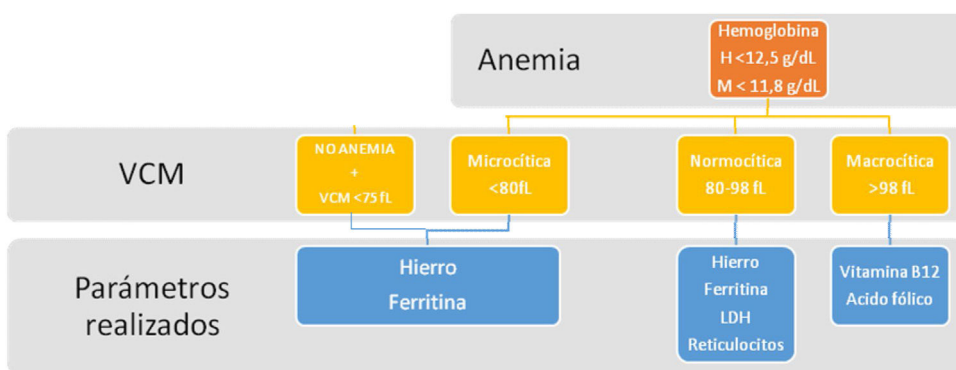 Anemia
Hemoglobina
H <12,5 g/dL
M < 11,8 g/dL
VCM
NO ANEMIA
+
VCM <75 fL
Microcítica
<80fL
Normocítica
80-98 fL
Macrocítica
>98 fL
Parámetros
realizados
Hierro
Ferritina
Hierro
Ferritina
LDH
Reticulocitos
Vitamina B12
Acido fólico